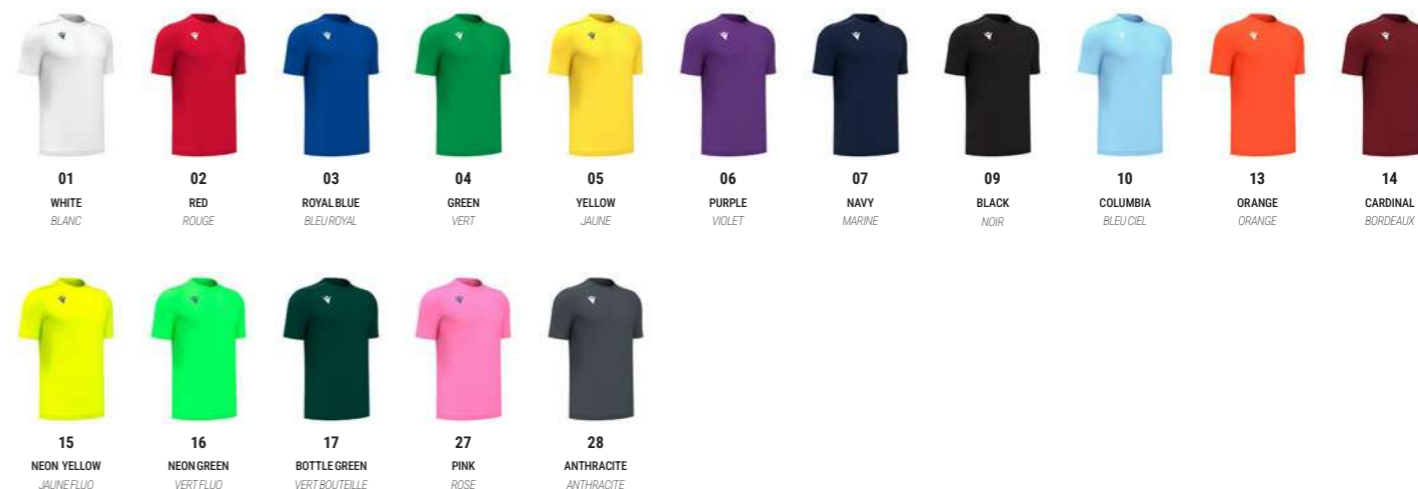 01 02 03 04 05 06 07 09 10 13 14
WHITE RED ROYAL BLUE GREEN YELLOW PURPLE NAVY BLACK COLUMBIA ORANGE CARDINAL
BLANC ROUGE BLEU ROYAL VERT JAUNE VIOLET MARINE NOIR BLEU CIEL ORANGE BORDEAUX
15 16 17 27 28
NEON YELLOW NEON GREEN BOTTLE GREEN PINK ANTHRACITE
JAUNE FLUO VERT FLUO VERT BOUTEILLE ROSE ANTHRACITE